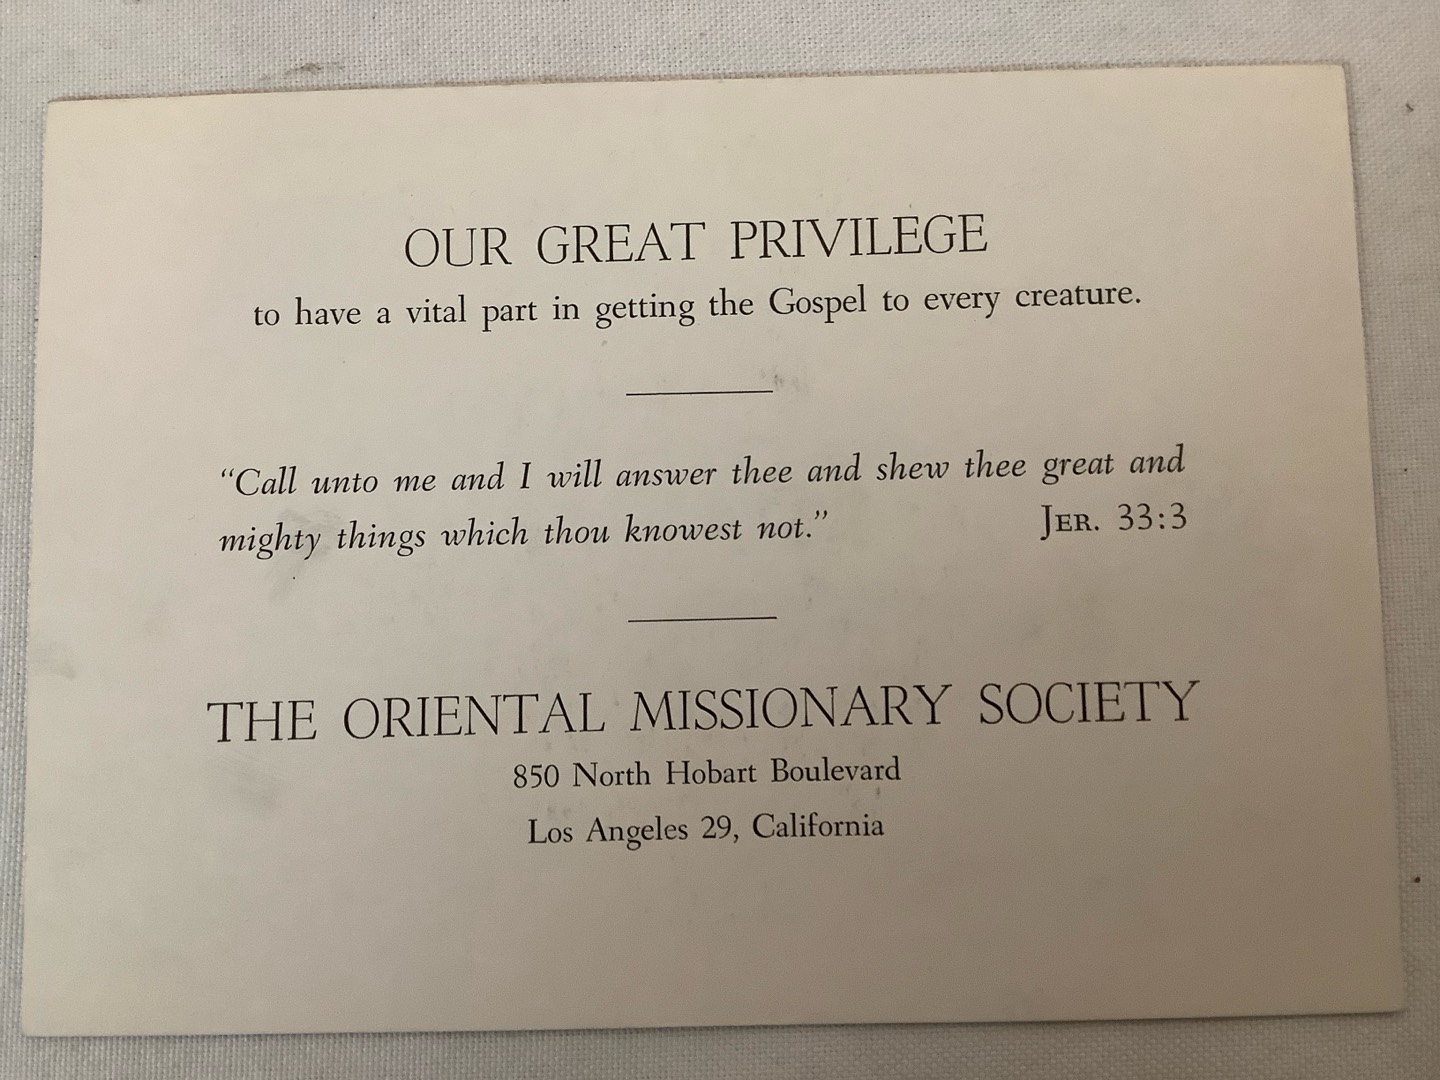 OUR GREAT PRIVILEGE
to have a vital part in getting the Gospel to every creature.
“Call unto me and I will answer thee and shew thee great and
mighty things which thou knowest not.” JER. 33:3
THE ORIENTAL MISSIONARY SOCIETY
850 North Hobart Boulevard
Los Angeles 29, California